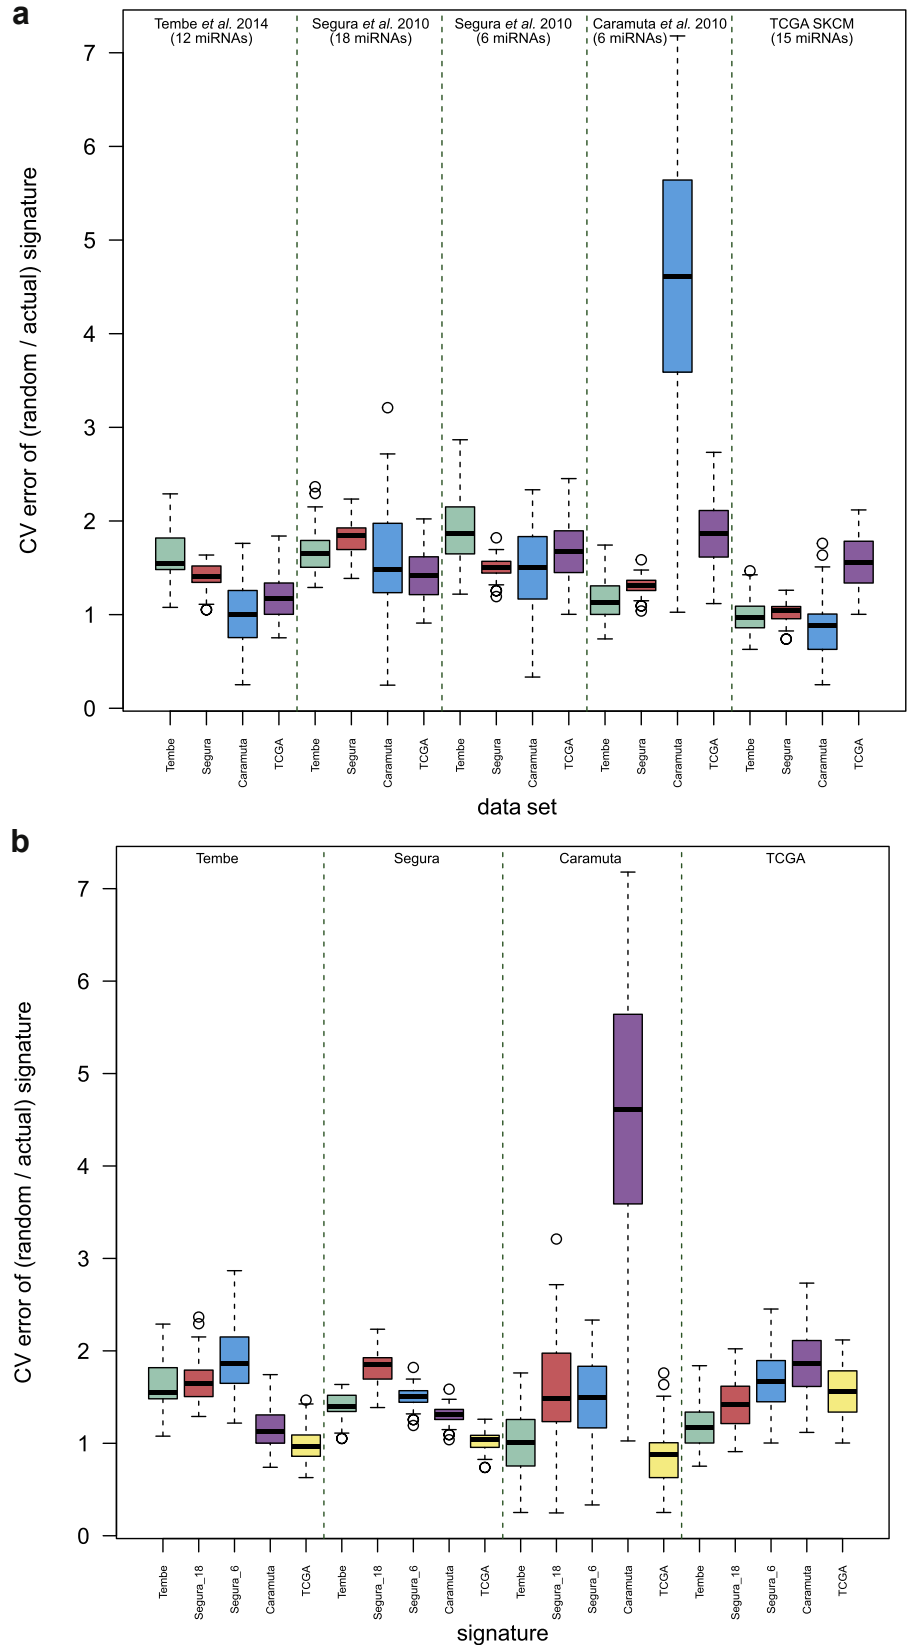 a
Tembe et al. 2014 Segura et al. 2010 Segura et al. 2010 Caramuta et al. 2010 TCGA SKCM
(12 miRNAs) (18 miRNAs) (6 miRNAs) (6 miRNAs) (15 miRNAs)
CV error of (random / actual) signature
7
6
5
4
3
2
1
0
Tembe Segura Caramuta TCGA Tembe Segura Caramuta TCGA Tembe Segura Caramuta TCGA Tembe Segura Caramuta TCGA Tembe Segura Caramuta TCGA
data set
b
Tembe Segura Caramuta TCGA
CV error of (random / actual) signature
7
6
5
4
3
2
1
0
Tembe Segura_18 Segura_6 Caramuta TCGA Tembe Segura_18 Segura_6 Caramuta TCGA Tembe Segura_18 Segura_6 Caramuta TCGA Tembe Segura_18 Segura_6 Caramuta TCGA
signature